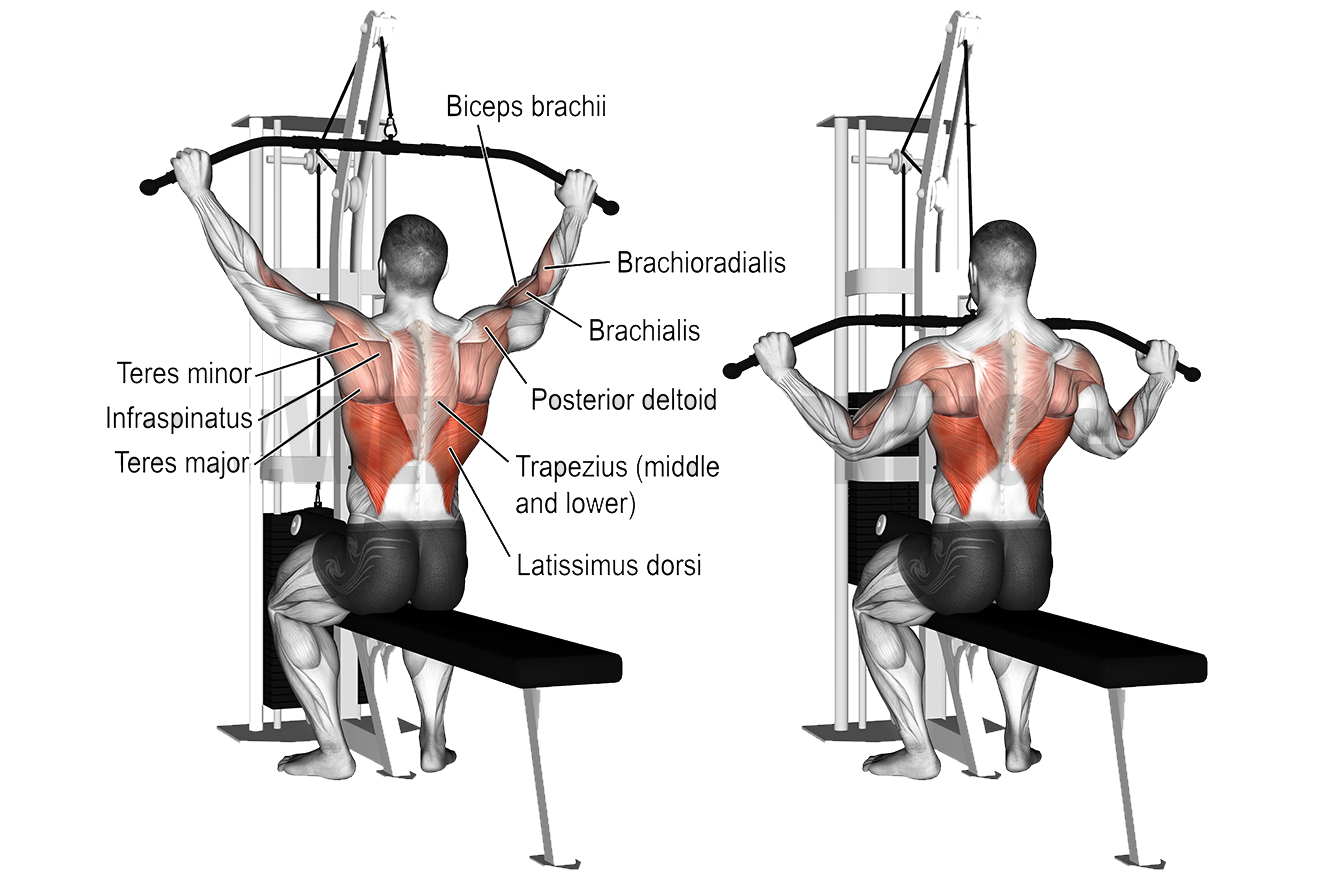 Biceps brachii
Brachioradialis
Brachialis
Teres minor
Infraspinatus
Teres major
Posterior deltoid
Trapezius (middle
and lower)
Latissimus dorsi